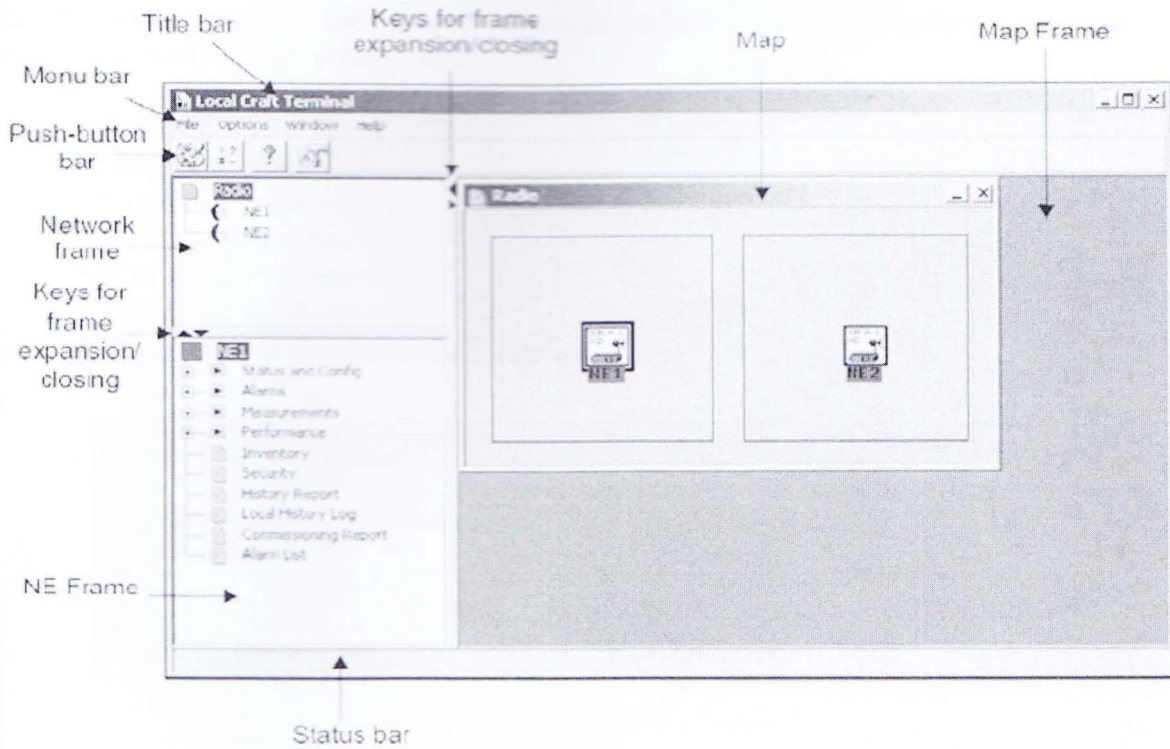 Title bar
Keys for frame
expansion/closing
Map
Map Frame
Menu bar
Push-button
bar
Network
frame
Keys for
frame
expansion/
closing
NE Frame
Status bar
Local Craft Terminal
File Options Window Help
Radio
NE1
NE2
NE1
Status and Config
Alarms
Measurements
Performance
Inventory
Security
History Report
Local History Log
Commissioning Report
Alarm List
Radio
NE1
NE2